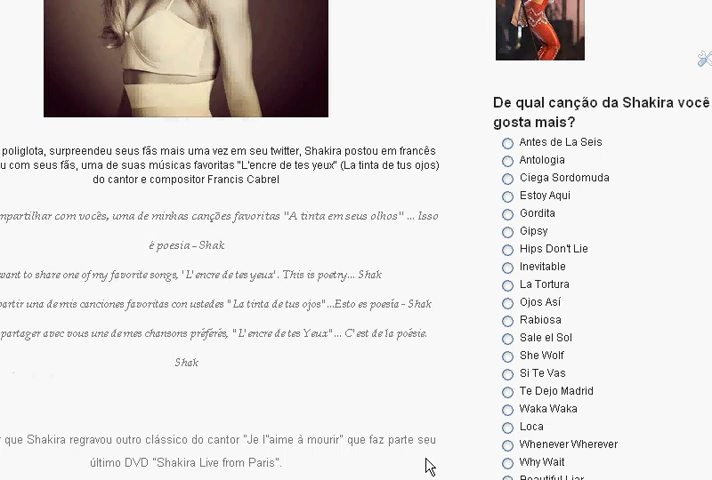 poliglota, surpreendeu seus fãs mais uma vez em seu twitter, Shakira postou em francês
u com seus fãs, uma de suas músicas favoritas "L'encre de tes yeux" (La tinta de tus ojos)
do cantor e compositor Francis Cabrel
mpartilhar com vocês, uma de minhas canções favoritas "A tinta em seus olhos" ... Isso
é poesia - Shak
want to share one of my favorite songs, 'L'encre de tes yeux'. This is poetry... Shak
partir una de mis canciones favoritas con ustedes "La tinta de tus ojos"...Esto es poesía - Shak
partager avec vous une de mes chansons préférés, "L'encre de tes Yeux"... C'est de la poésie.
Shak
r que Shakira regravou outro clássico do cantor "Je l"aime à mourir" que faz parte seu
último DVD "Shakira Live from Paris".
De qual canção da Shakira você
gosta mais?
Antes de La Seis
Antologia
Ciega Sordomuda
Estoy Aqui
Gordita
Gipsy
Hips Don't Lie
Inevitable
La Tortura
Ojos Así
Rabiosa
Sale el Sol
She Wolf
Si Te Vas
Te Dejo Madrid
Waka Waka
Loca
Whenever Wherever
Why Wait
Beautiful Liar